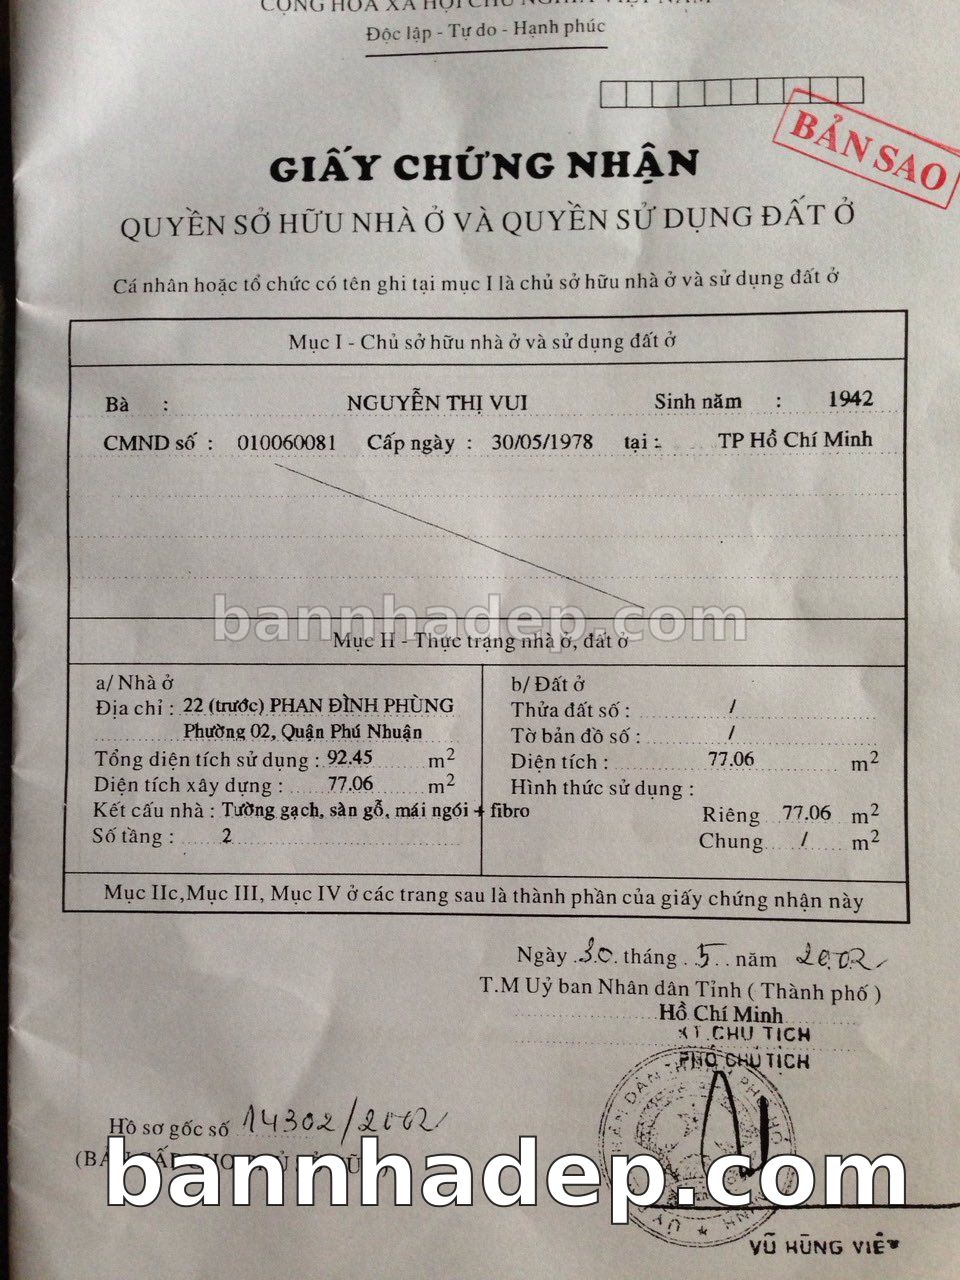 CỘNG HÒA XÃ HỘI CHỦ NGHĨA VIỆT NAM
Độc lập - Tự do - Hạnh phúc
BẢN SAO
GIẤY CHỨNG NHẬN
QUYỀN SỞ HỮU NHÀ Ở VÀ QUYỀN SỬ DỤNG ĐẤT Ở
Cá nhân hoặc tổ chức có tên ghi tại mục I là chủ sở hữu nhà ở và sử dụng đất ở
Mục I - Chủ sở hữu nhà ở và sử dụng đất ở
Bà : NGUYỄN THỊ VUI Sinh năm : 1942
CMND số : 010060081 Cấp ngày : 30/05/1978 tại : TP Hồ Chí Minh
bannhadep.com
Mục II - Thực trạng nhà ở, đất ở
a/ Nhà ở
Địa chỉ : 22 (trước) PHAN ĐÌNH PHÙNG
Phường 02, Quận Phú Nhuận
Tổng diện tích sử dụng : 92.45 m2
Diện tích xây dựng : 77.06 m2
Kết cấu nhà : Tường gạch, sàn gỗ, mái ngói + fibro
Số tầng : 2
b/ Đất ở
Thửa đất số : /
Tờ bản đồ số : /
Diện tích : 77.06 m2
Hình thức sử dụng :
Riêng 77.06 m2
Chung / m2
Mục IIc,Mục III, Mục IV ở các trang sau là thành phần của giấy chứng nhận này
Ngày 30 tháng 5 năm 2002
T.M Uỷ ban Nhân dân Tỉnh ( Thành phố )
Hồ Chí Minh
KT.CHỦ TỊCH
PHÓ CHỦ TỊCH
Hồ sơ gốc số 14302/2002
bannhadep.com
VŨ HÙNG VIỆT